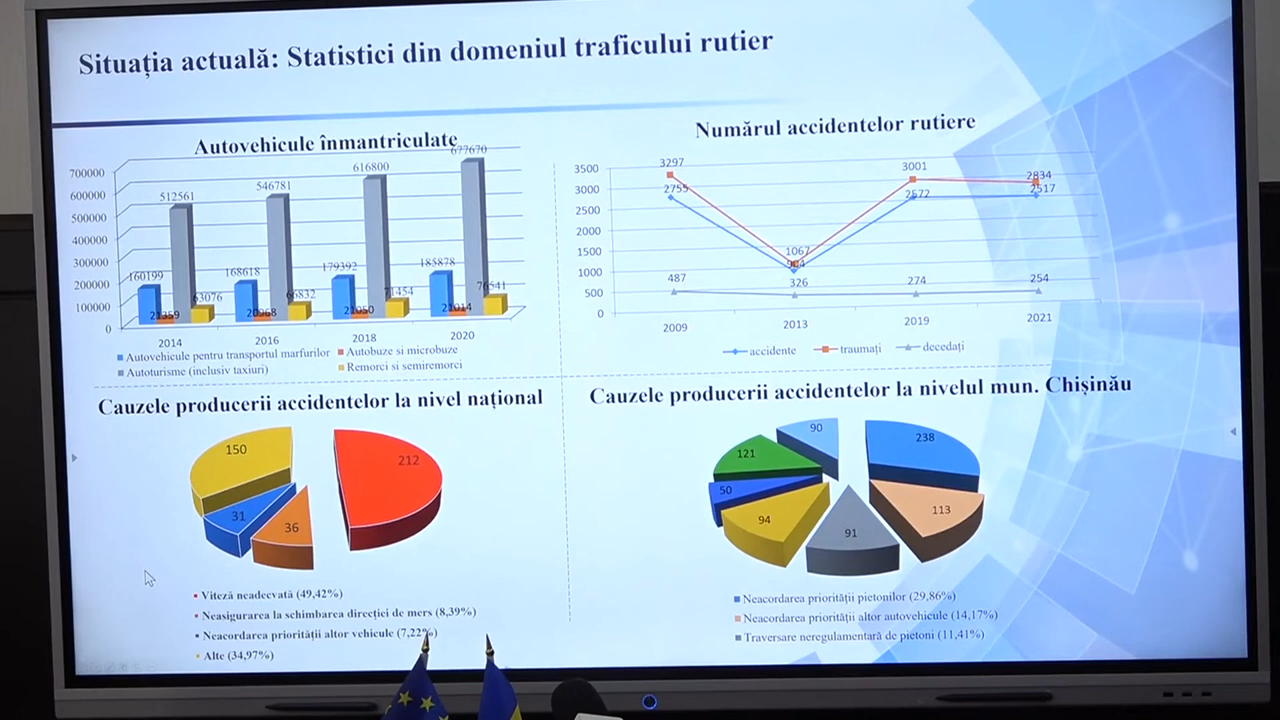 Situația actuală: Statistici din domeniul traficului rutier
Autovehicule înmantriculate
700000
600000
500000
400000
300000
200000
100000
0
160199
21359
512561
63076
168618
20968
546781
66832
179392
21050
616800
71454
185878
21014
677670
76541
2014 2016 2018 2020
Autovehicule pentru transportul marfurilor
Autobuze si microbuze
Autoturisme (inclusiv taxiuri)
Remorci si semiremorci
Numărul accidentelor rutiere
3500
3000
2500
2000
1500
1000
500
0
3297
2755
487
1067
326
3001
2572
274
2834
2517
254
2009 2013 2019 2021
accidente traumați decedați
Cauzele producerii accidentelor la nivel național
150
212
31
36
Viteză neadecvată (49,42%)
Neasigurarea la schimbarea direcției de mers (8,39%)
Neacordarea priorității altor vehicule (7,22%)
Alte (34,97%)
Cauzele producerii accidentelor la nivelul mun. Chișinău
90
238
121
50
113
94
91
Neacordarea priorității pietonilor (29,86%)
Neacordarea priorității altor autovehicule (14,17%)
Traversare neregulamentară de pietoni (11,41%)